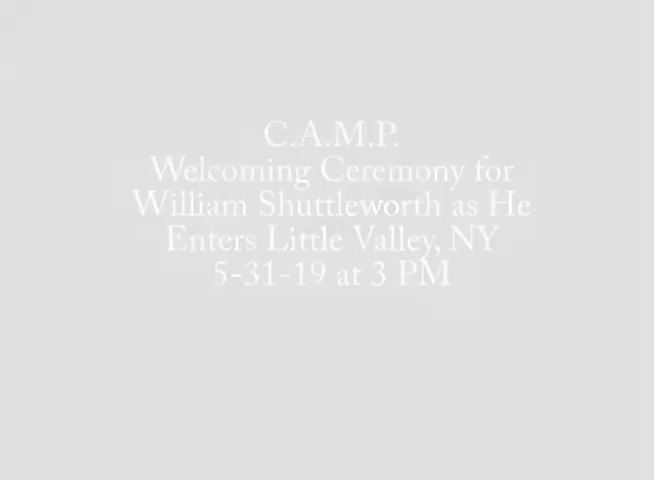 C.A.M.P.
Welcoming Ceremony for
William Shuttleworth as He
Enters Little Valley, NY
5-31-19 at 3 PM